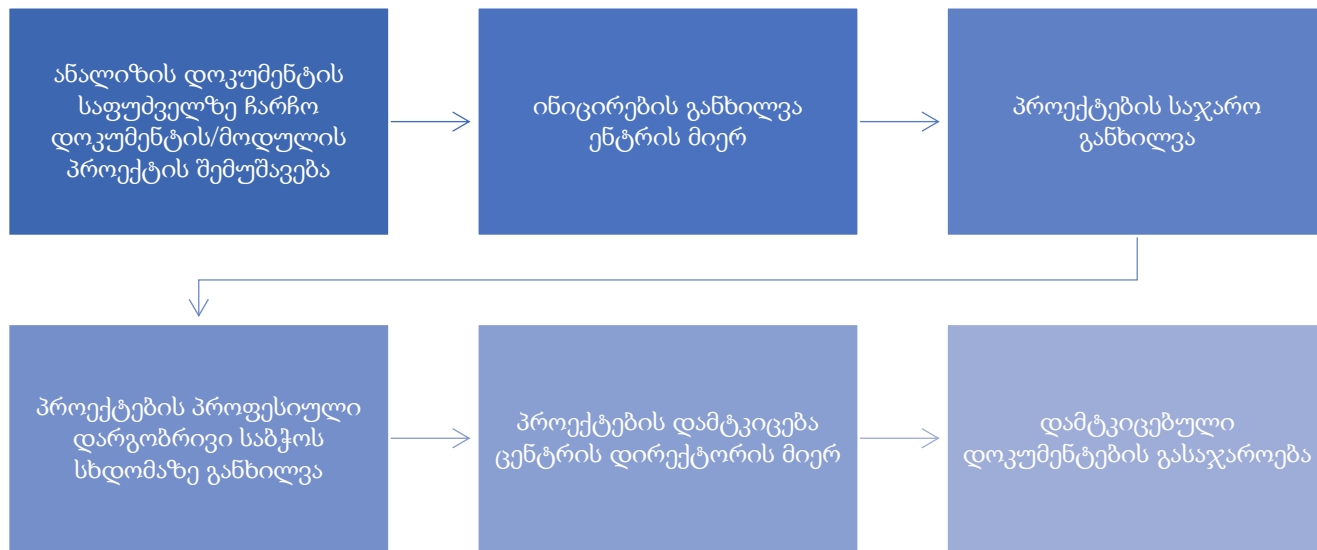 ანალიზის დოკუმენტის
საფუძველზე ჩარჩო
დოკუმენტის/მოდულის
პროექტის შემუშავება
ინიცირების განხილვა
ენტრის მიერ
პროექტების საჯარო
განხილვა
პროექტების პროფესიული
დარგობრივი საბჭოს
სხდომაზე განხილვა
პროექტების დამტკიცება
ცენტრის დირექტორის მიერ
დამტკიცებული
დოკუმენტების გასაჯაროება